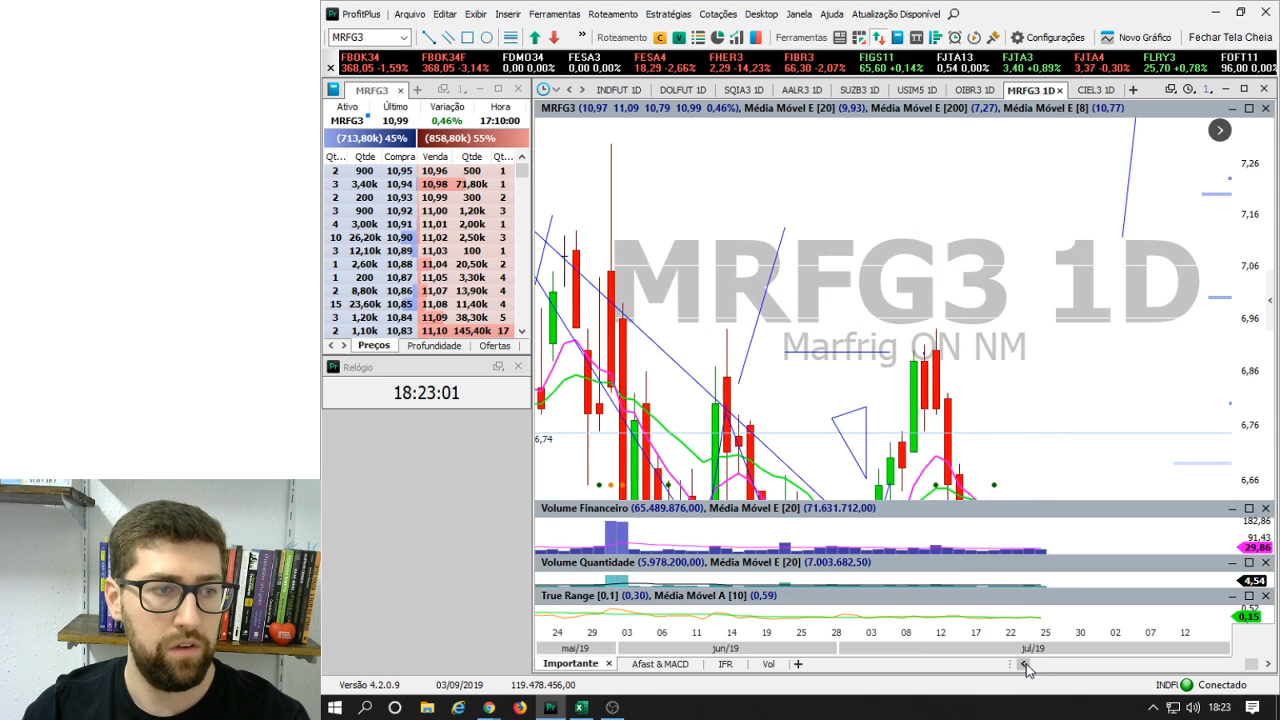 ProfitPlus Arquivo Editar Exibir Inserir Ferramentas Roteamento Estratégias Cotações Desktop Janela Ajuda Atualização Disponível
MRFG3 Roteamento Ferramentas Configurações Novo Gráfico Fechar Tela Cheia
FBOK34 FBOK34F FDMO34 FESA3 FESA4 FHER3 FIBR3 FIGS11 FJTA13 FJTA3 FJTA4 FLRY3 FOFT11
368,05 -1,59% 368,05 -3,14% 0,00 0,00% 0,00 0,00% 18,29 -2,66% 2,29 -14,23% 66,30 -2,07% 65,60 +0,14% 0,54 0,00% 3,40 +0,89% 3,37 -0,30% 25,70 +0,78% 96,00 0,00%
MRFG3
INDFUT 1D DOLFUT 1D SQIA3 1D AALR3 1D SUZB3 1D USIM5 1D OIBR3 1D MRFG3 1D CIEL3 1D
Ativo Último Variação Hora
MRFG3 10,99 0,46% 17:10:00
(713,80k) 45% (858,80k) 55%
Qt... Qtde Compra Venda Qtde Qt...
2 900 10,95 10,96 500 1
3 3,40k 10,94 10,98 71,80k 1
2 200 10,93 10,99 300 2
3 900 10,92 11,00 1,20k 3
4 3,00k 10,91 11,01 2,00k 1
10 26,20k 10,90 11,02 2,50k 3
3 12,10k 10,89 11,03 100 1
1 2,60k 10,88 11,04 20,50k 2
1 200 10,87 11,05 3,30k 4
2 8,80k 10,86 11,07 13,90k 4
15 23,60k 10,85 11,08 11,40k 4
3 1,20k 10,84 11,09 38,30k 5
2 1,10k 10,83 11,10 145,40k 17
Preços Profundidade Ofertas
Relógio
18:23:01
MRFG3 (10,97 11,09 10,79 10,99 0,46%), Média Móvel E [20] (9,93), Média Móvel E [200] (7,27), Média Móvel E [8] (10,77)
MRFG3 1D
Marfrig ON NM
7,26
7,16
7,06
6,96
6,86
6,76
6,66
6,74
Volume Financeiro (65.489.876,00), Média Móvel E [20] (71.631.712,00)
182,86
91,43
29,86
Volume Quantidade (5.978.200,00), Média Móvel E [20] (7.003.682,50)
4,54
True Range [0,1] (0,30), Média Móvel A [10] (0,59)
0,52
0,15
24 29 03 06 11 14 19 25 28 03 08 12 17 22 25 30 02 07 12
mai/19 jun/19 jul/19
Importante Afast & MACD IFR Vol
Versão 4.2.0.9 03/09/2019 119.478.456,00 INDFU Conectado
18:23